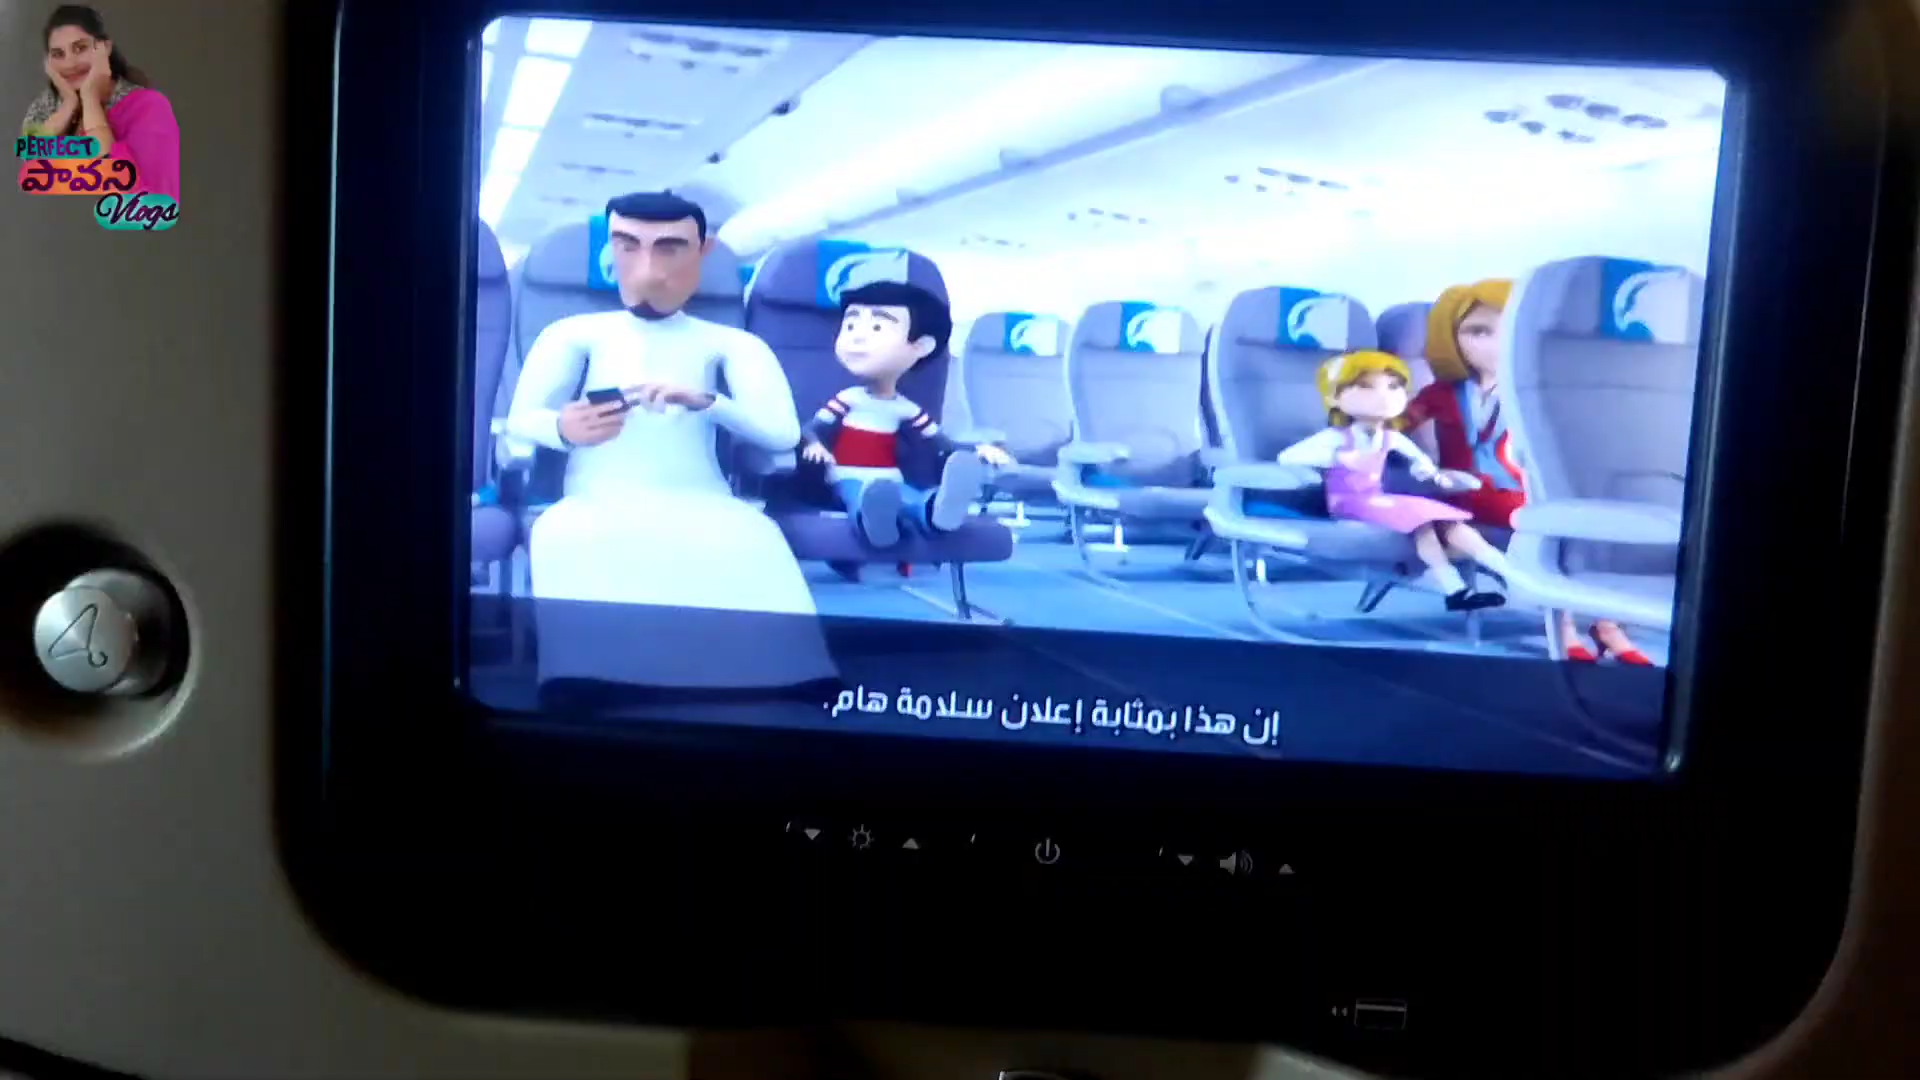 PERFECT
పావని
Vlogs
إن هذا بمثابة إعلان سلامة هام.